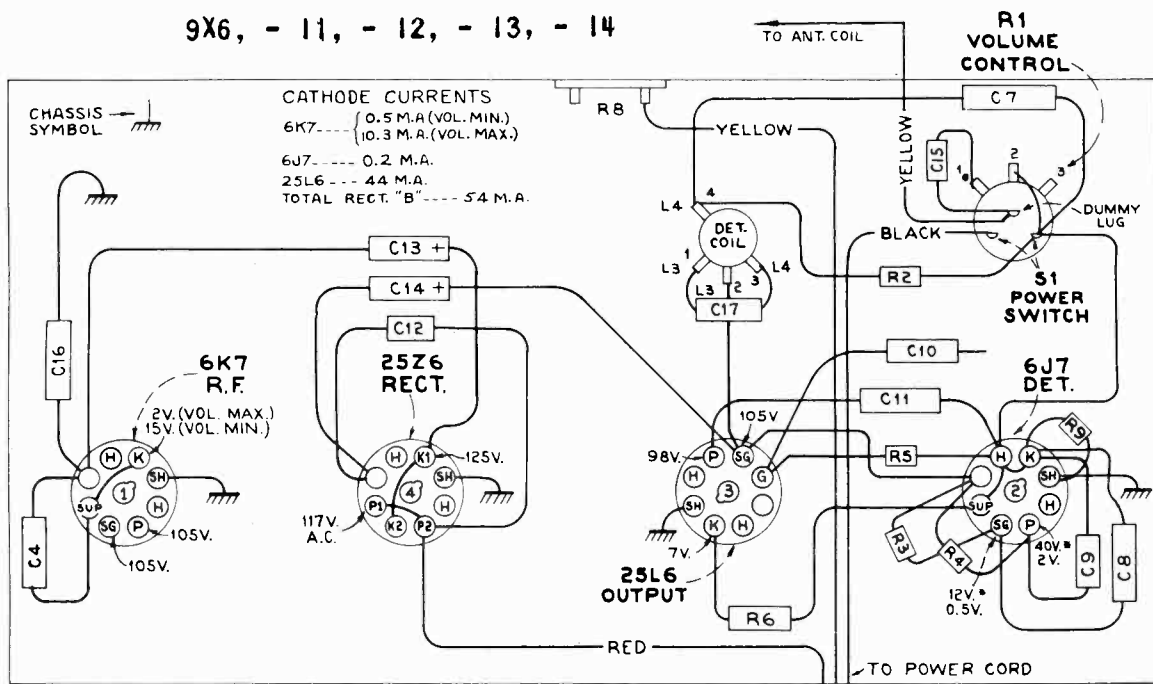 9X6, - 11, - 12, - 13, - 14
TO ANT. COIL
R1
VOLUME
CONTROL
CHASSIS
SYMBOL
CATHODE CURRENTS
6K7---- { 0.5 M.A (VOL. MIN.)
10.3 M.A. (VOL. MAX.)
6J7----- 0.2 M.A.
25L6 --- 44 M.A.
TOTAL RECT. "B"---- 54 M.A.
R8
YELLOW
YELLOW
C7
C15
1
2
3
DUMMY
LUG
BLACK
S1
POWER
SWITCH
L4
4
DET.
COIL
1
L3
L3
2
3
L4
C17
R2
C13 +
C14 +
C12
C16
6K7
R.F.
2V. (VOL. MAX.)
15V. (VOL. MIN.)
25Z6
RECT.
C10
C11
6J7
DET.
H
K
SH
H
P
SG
SUP
1
105V.
105V.
C4
H
K1
SH
H
P2
K2
P1
4
125V.
117V.
A.C.
P
SG
G
H
K
SH
H
3
98V.
105V
7V.
25L6
OUTPUT
R5
R6
H
K
SH
H
P
SG
SUP
2
R9
R3
R4
40V.*
2V.
12V.*
0.5V.
C9
C8
RED
TO POWER CORD